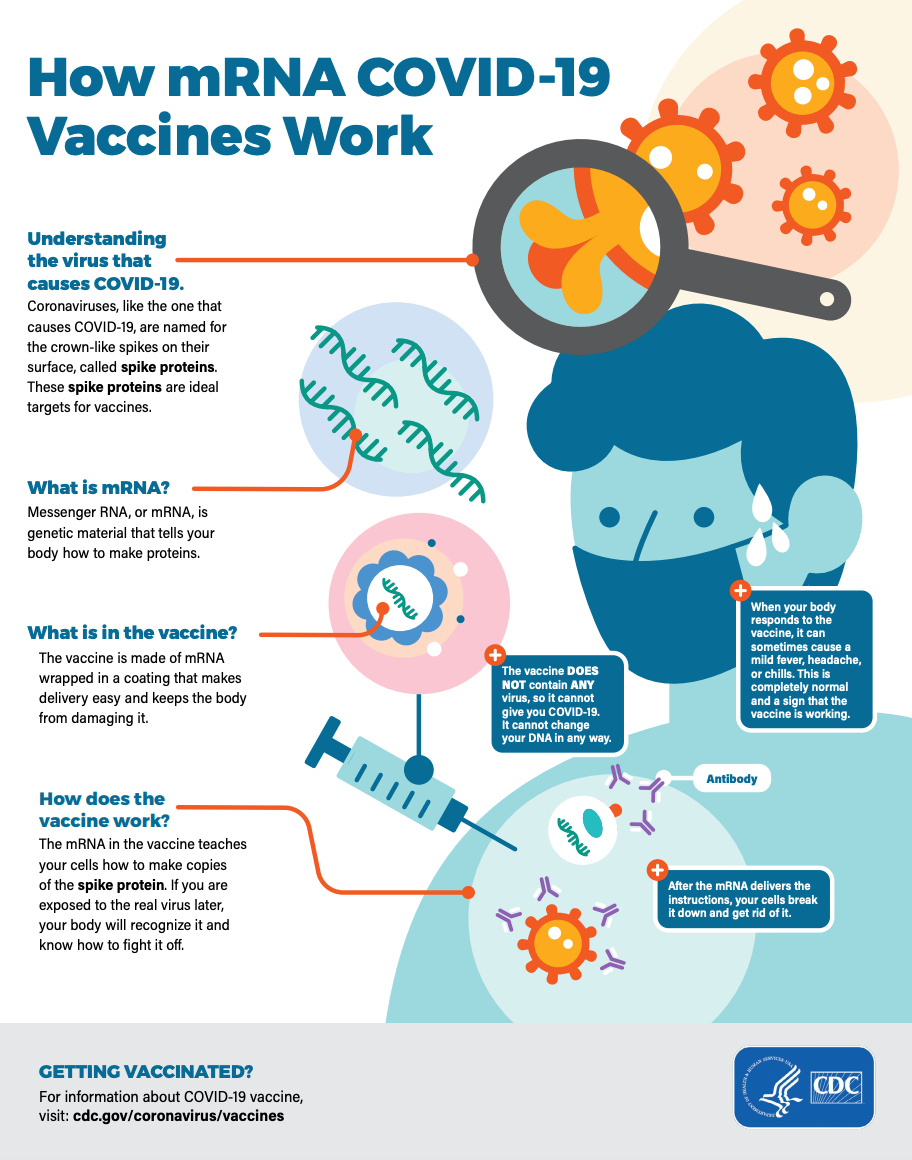 How mRNA COVID-19
Vaccines Work
Understanding
the virus that
causes COVID-19.
Coronaviruses, like the one that
causes COVID-19, are named for
the crown-like spikes on their
surface, called spike proteins.
These spike proteins are ideal
targets for vaccines.
What is mRNA?
Messenger RNA, or mRNA, is
genetic material that tells your
body how to make proteins.
What is in the vaccine?
The vaccine is made of mRNA
wrapped in a coating that makes
delivery easy and keeps the body
from damaging it.
The vaccine DOES
NOT contain ANY
virus, so it cannot
give you COVID-19.
It cannot change
your DNA in any way.
When your body
responds to the
vaccine, it can
sometimes cause a
mild fever, headache,
or chills. This is
completely normal
and a sign that the
vaccine is working.
How does the
vaccine work?
The mRNA in the vaccine teaches
your cells how to make copies
of the spike protein. If you are
exposed to the real virus later,
your body will recognize it and
know how to fight it off.
Antibody
After the mRNA delivers the
instructions, your cells break
it down and get rid of it.
GETTING VACCINATED?
For information about COVID-19 vaccine,
visit: cdc.gov/coronavirus/vaccines
DEPARTMENT OF HEALTH & HUMAN SERVICES · USA
CDC